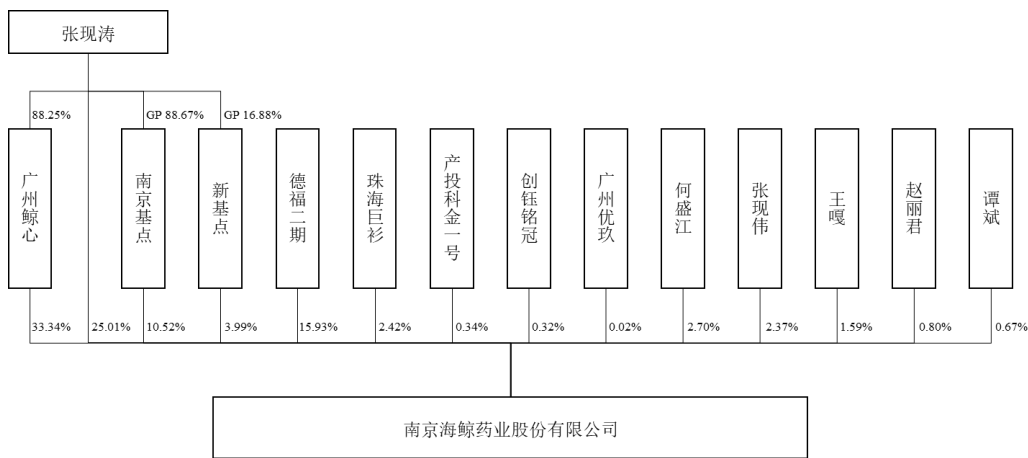 张现涛
88.25%
GP 88.67%
GP 16.88%
广州鲸心
南京基点
新基点
德福二期
珠海巨衫
产投科金一号
创钰铭冠
广州优玖
何盛江
张现伟
王嘎
赵丽君
谭斌
33.34%
25.01%
10.52%
3.99%
15.93%
2.42%
0.34%
0.32%
0.02%
2.70%
2.37%
1.59%
0.80%
0.67%
南京海鲸药业股份有限公司